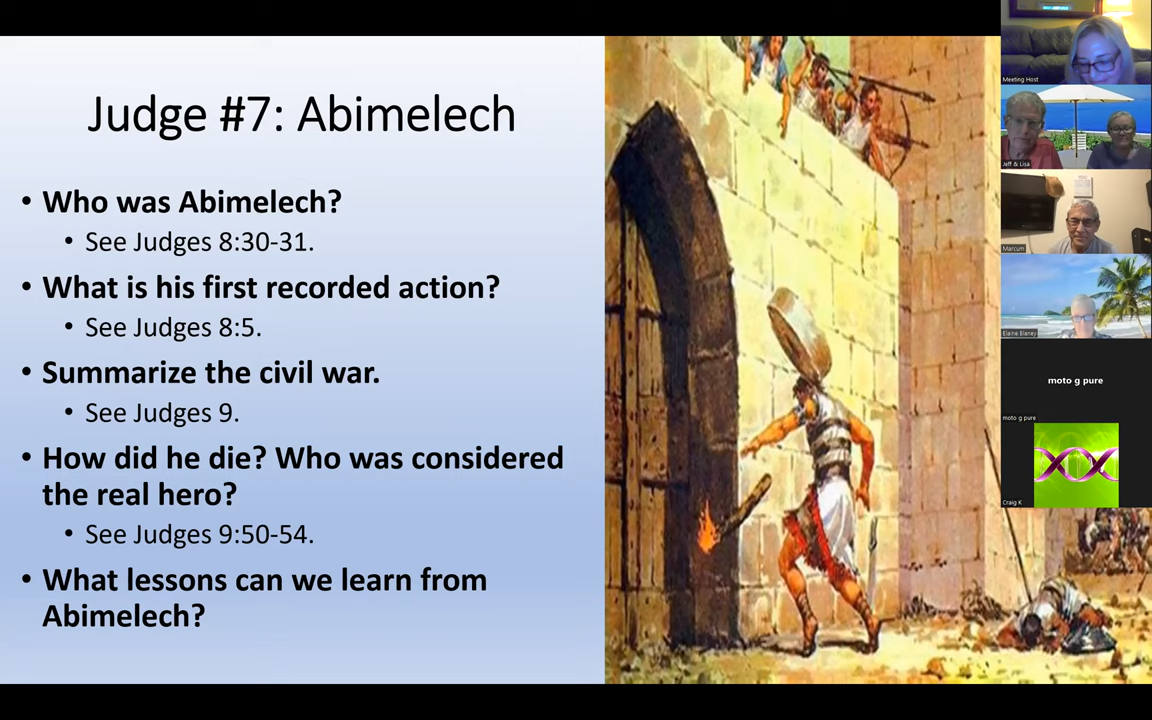 Judge #7: Abimelech
• Who was Abimelech?
• See Judges 8:30-31.
• What is his first recorded action?
• See Judges 8:5.
• Summarize the civil war.
• See Judges 9.
• How did he die? Who was considered
the real hero?
• See Judges 9:50-54.
• What lessons can we learn from
Abimelech?
Meeting Host
Jeff & Lisa
Marcum
Elaine Blaney
moto g pure
moto g pure
Craig K